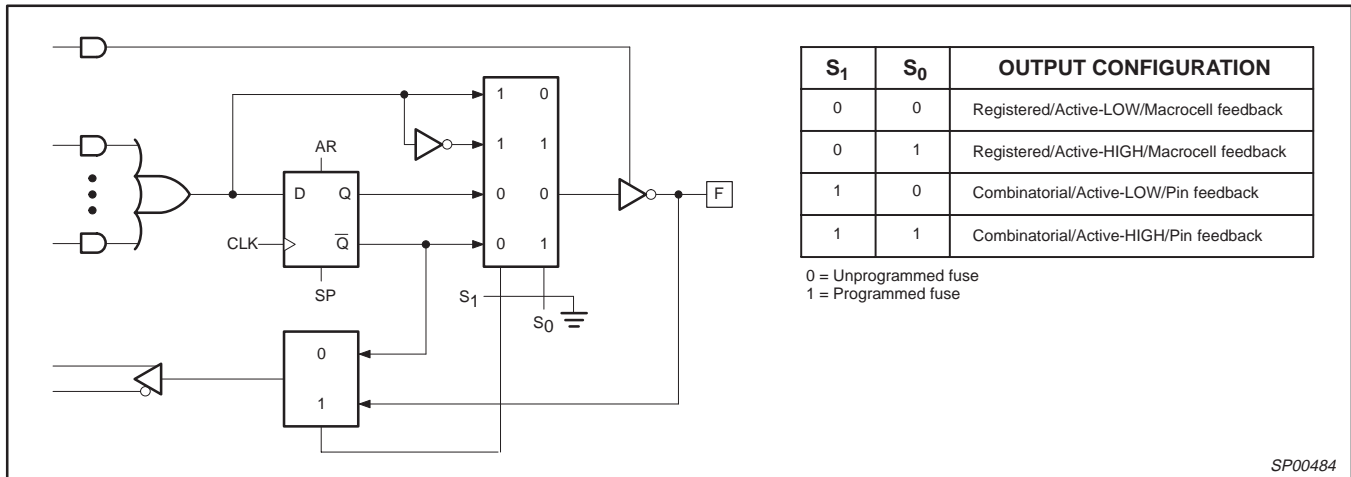 AR
D Q
CLK Q̅
SP
1 0
1 1
0 0
0 1
S1
S0
F
0
1
S1 S0 OUTPUT CONFIGURATION
0 0 Registered/Active-LOW/Macrocell feedback
0 1 Registered/Active-HIGH/Macrocell feedback
1 0 Combinatorial/Active-LOW/Pin feedback
1 1 Combinatorial/Active-HIGH/Pin feedback
0 = Unprogrammed fuse
1 = Programmed fuse
SP00484